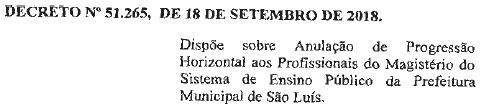 DECRETO Nº 51.265, DE 18 DE SETEMBRO DE 2018.
Dispõe sobre Anulação de Progressão
Horizontal aos Profissionais do Magistério do
Sistema de Ensino Público da Prefeitura
Municipal de São Luís.